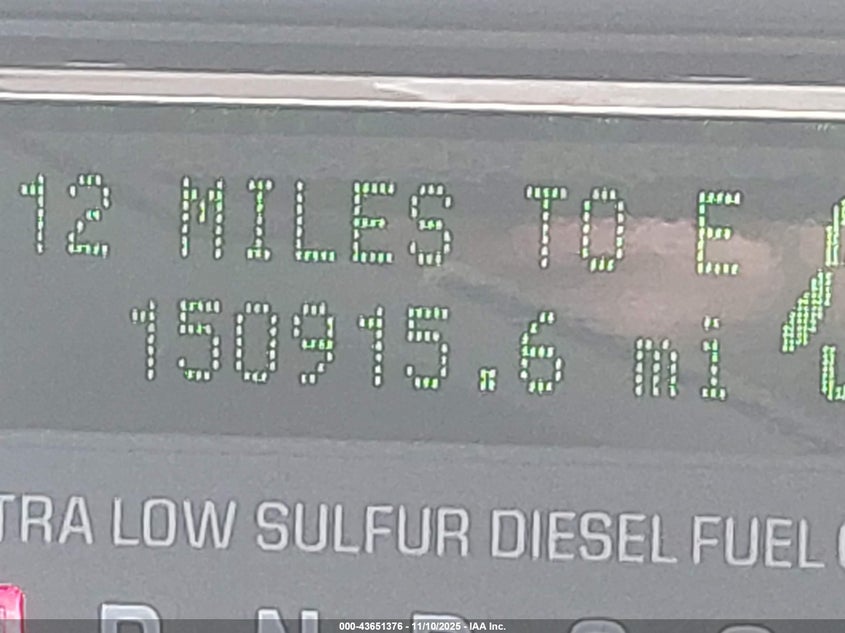 12 MILES TO E
150915.6 mi
TRA LOW SULFUR DIESEL FUEL
000-43651376 - 11/10/2025 - IAA Inc.